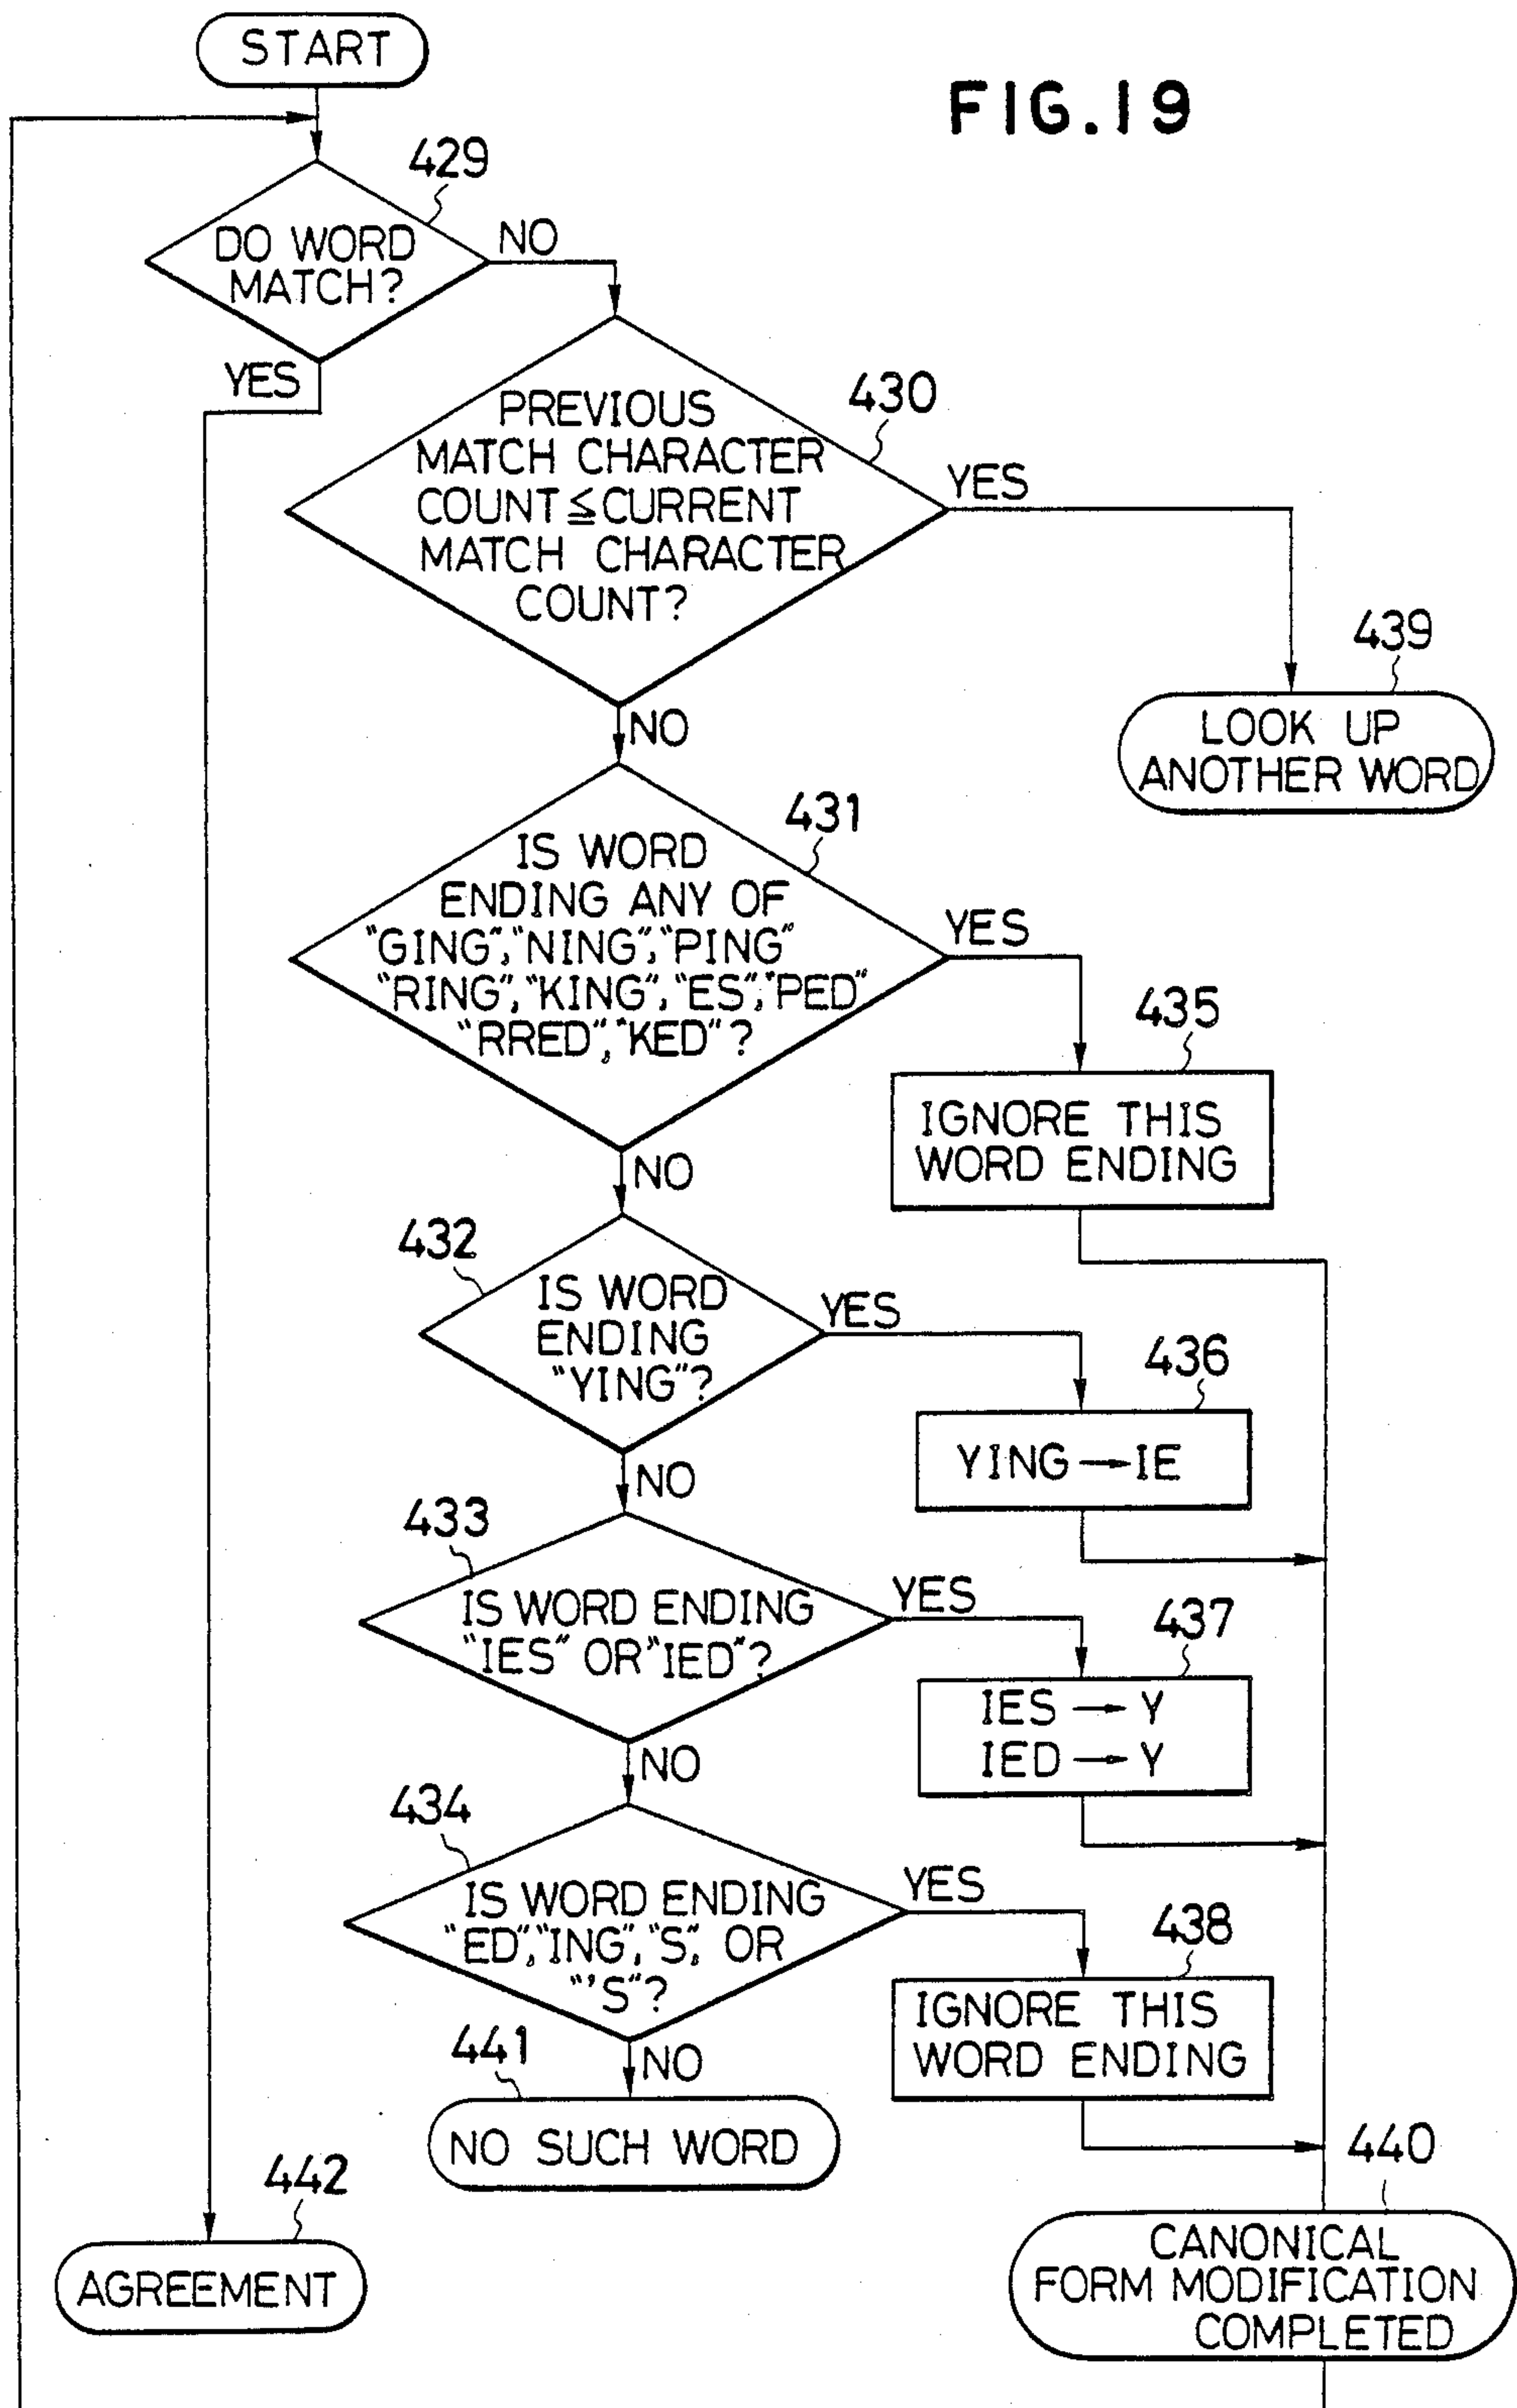 START
FIG.19
429
DO WORD
MATCH?
NO
YES
430
PREVIOUS
MATCH CHARACTER
COUNT≦CURRENT
MATCH CHARACTER
COUNT?
YES
439
LOOK UP
ANOTHER WORD
NO
431
IS WORD
ENDING ANY OF
"GING","NING","PING"
"RING","KING","ES","PED"
"RRED","KED"?
YES
435
IGNORE THIS
WORD ENDING
NO
432
IS WORD
ENDING
"YING"?
YES
436
YING→IE
NO
433
IS WORD ENDING
"IES" OR "IED"?
YES
437
IES → Y
IED → Y
NO
434
IS WORD ENDING
"ED","ING","S", OR
"'S"?
YES
438
IGNORE THIS
WORD ENDING
NO
441
NO SUCH WORD
442
AGREEMENT
440
CANONICAL
FORM MODIFICATION
COMPLETED